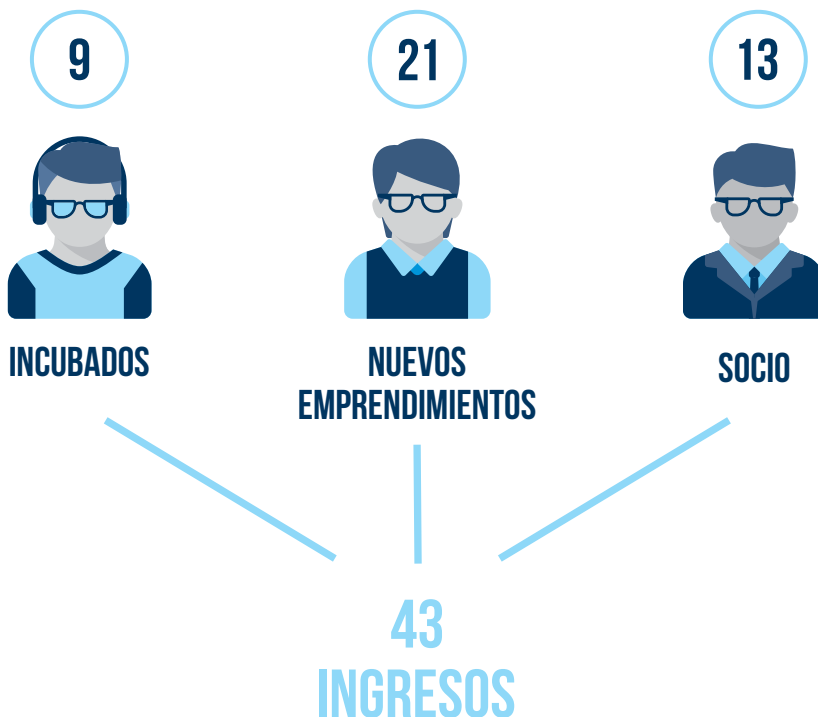 9
21
13
INCUBADOS
NUEVOS
EMPRENDIMIENTOS
SOCIO
43
INGRESOS